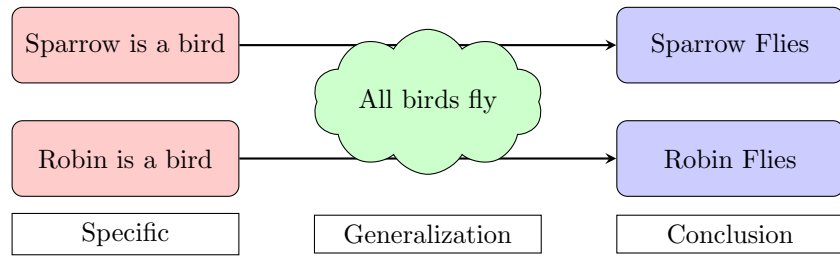 Sparrow is a bird
All birds fly
Sparrow Flies
Robin is a bird
Robin Flies
Specific
Generalization
Conclusion